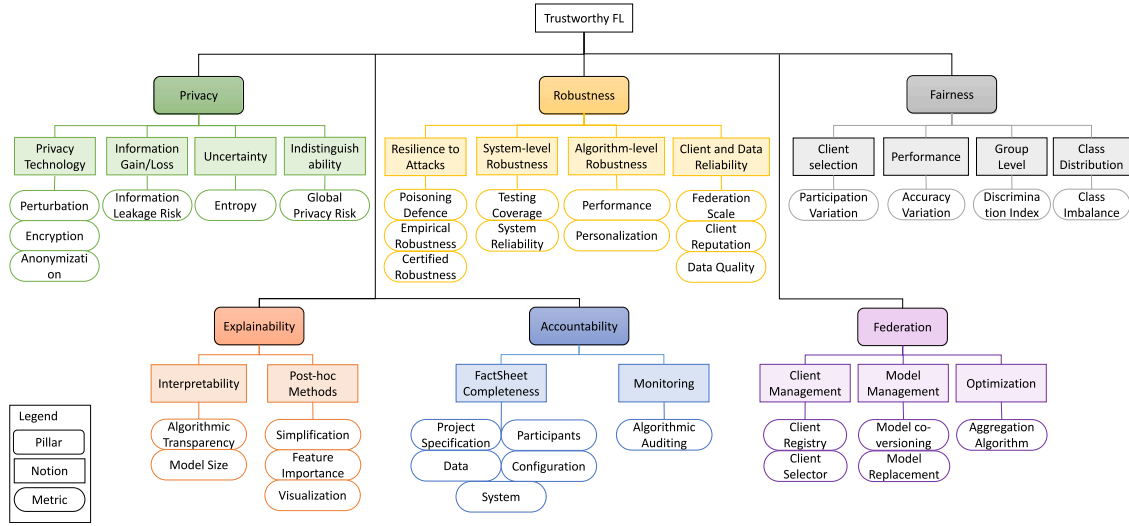 Trustworthy FL
Privacy
Robustness
Fairness
Privacy
Technology
Information
Gain/Loss
Uncertainty
Indistinguish
ability
Resilience to
Attacks
System-level
Robustness
Algorithm-level
Robustness
Client and Data
Reliability
Client
selection
Performance
Group
Level
Class
Distribution
Perturbation
Encryption
Anonymizati
on
Information
Leakage Risk
Entropy
Global
Privacy Risk
Poisoning
Defence
Empirical
Robustness
Certified
Robustness
Testing
Coverage
System
Reliability
Performance
Personalization
Federation
Scale
Client
Reputation
Data Quality
Participation
Variation
Accuracy
Variation
Discrimina
tion Index
Class
Imbalance
Explainability
Accountability
Federation
Interpretability
Post-hoc
Methods
FactSheet
Completeness
Monitoring
Client
Management
Model
Management
Optimization
Algorithmic
Transparency
Model Size
Simplification
Feature
Importance
Visualization
Project
Specification
Participants
Data
Configuration
System
Algorithmic
Auditing
Client
Registry
Client
Selector
Model co-
versioning
Model
Replacement
Aggregation
Algorithm
Legend
Pillar
Notion
Metric